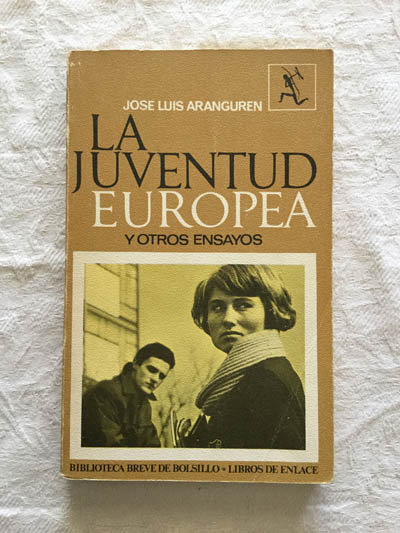 JOSE LUIS ARANGUREN
LA
JUVENTUD
EUROPEA
Y OTROS ENSAYOS
BIBLIOTECA BREVE DE BOLSILLO - LIBROS DE ENLACE